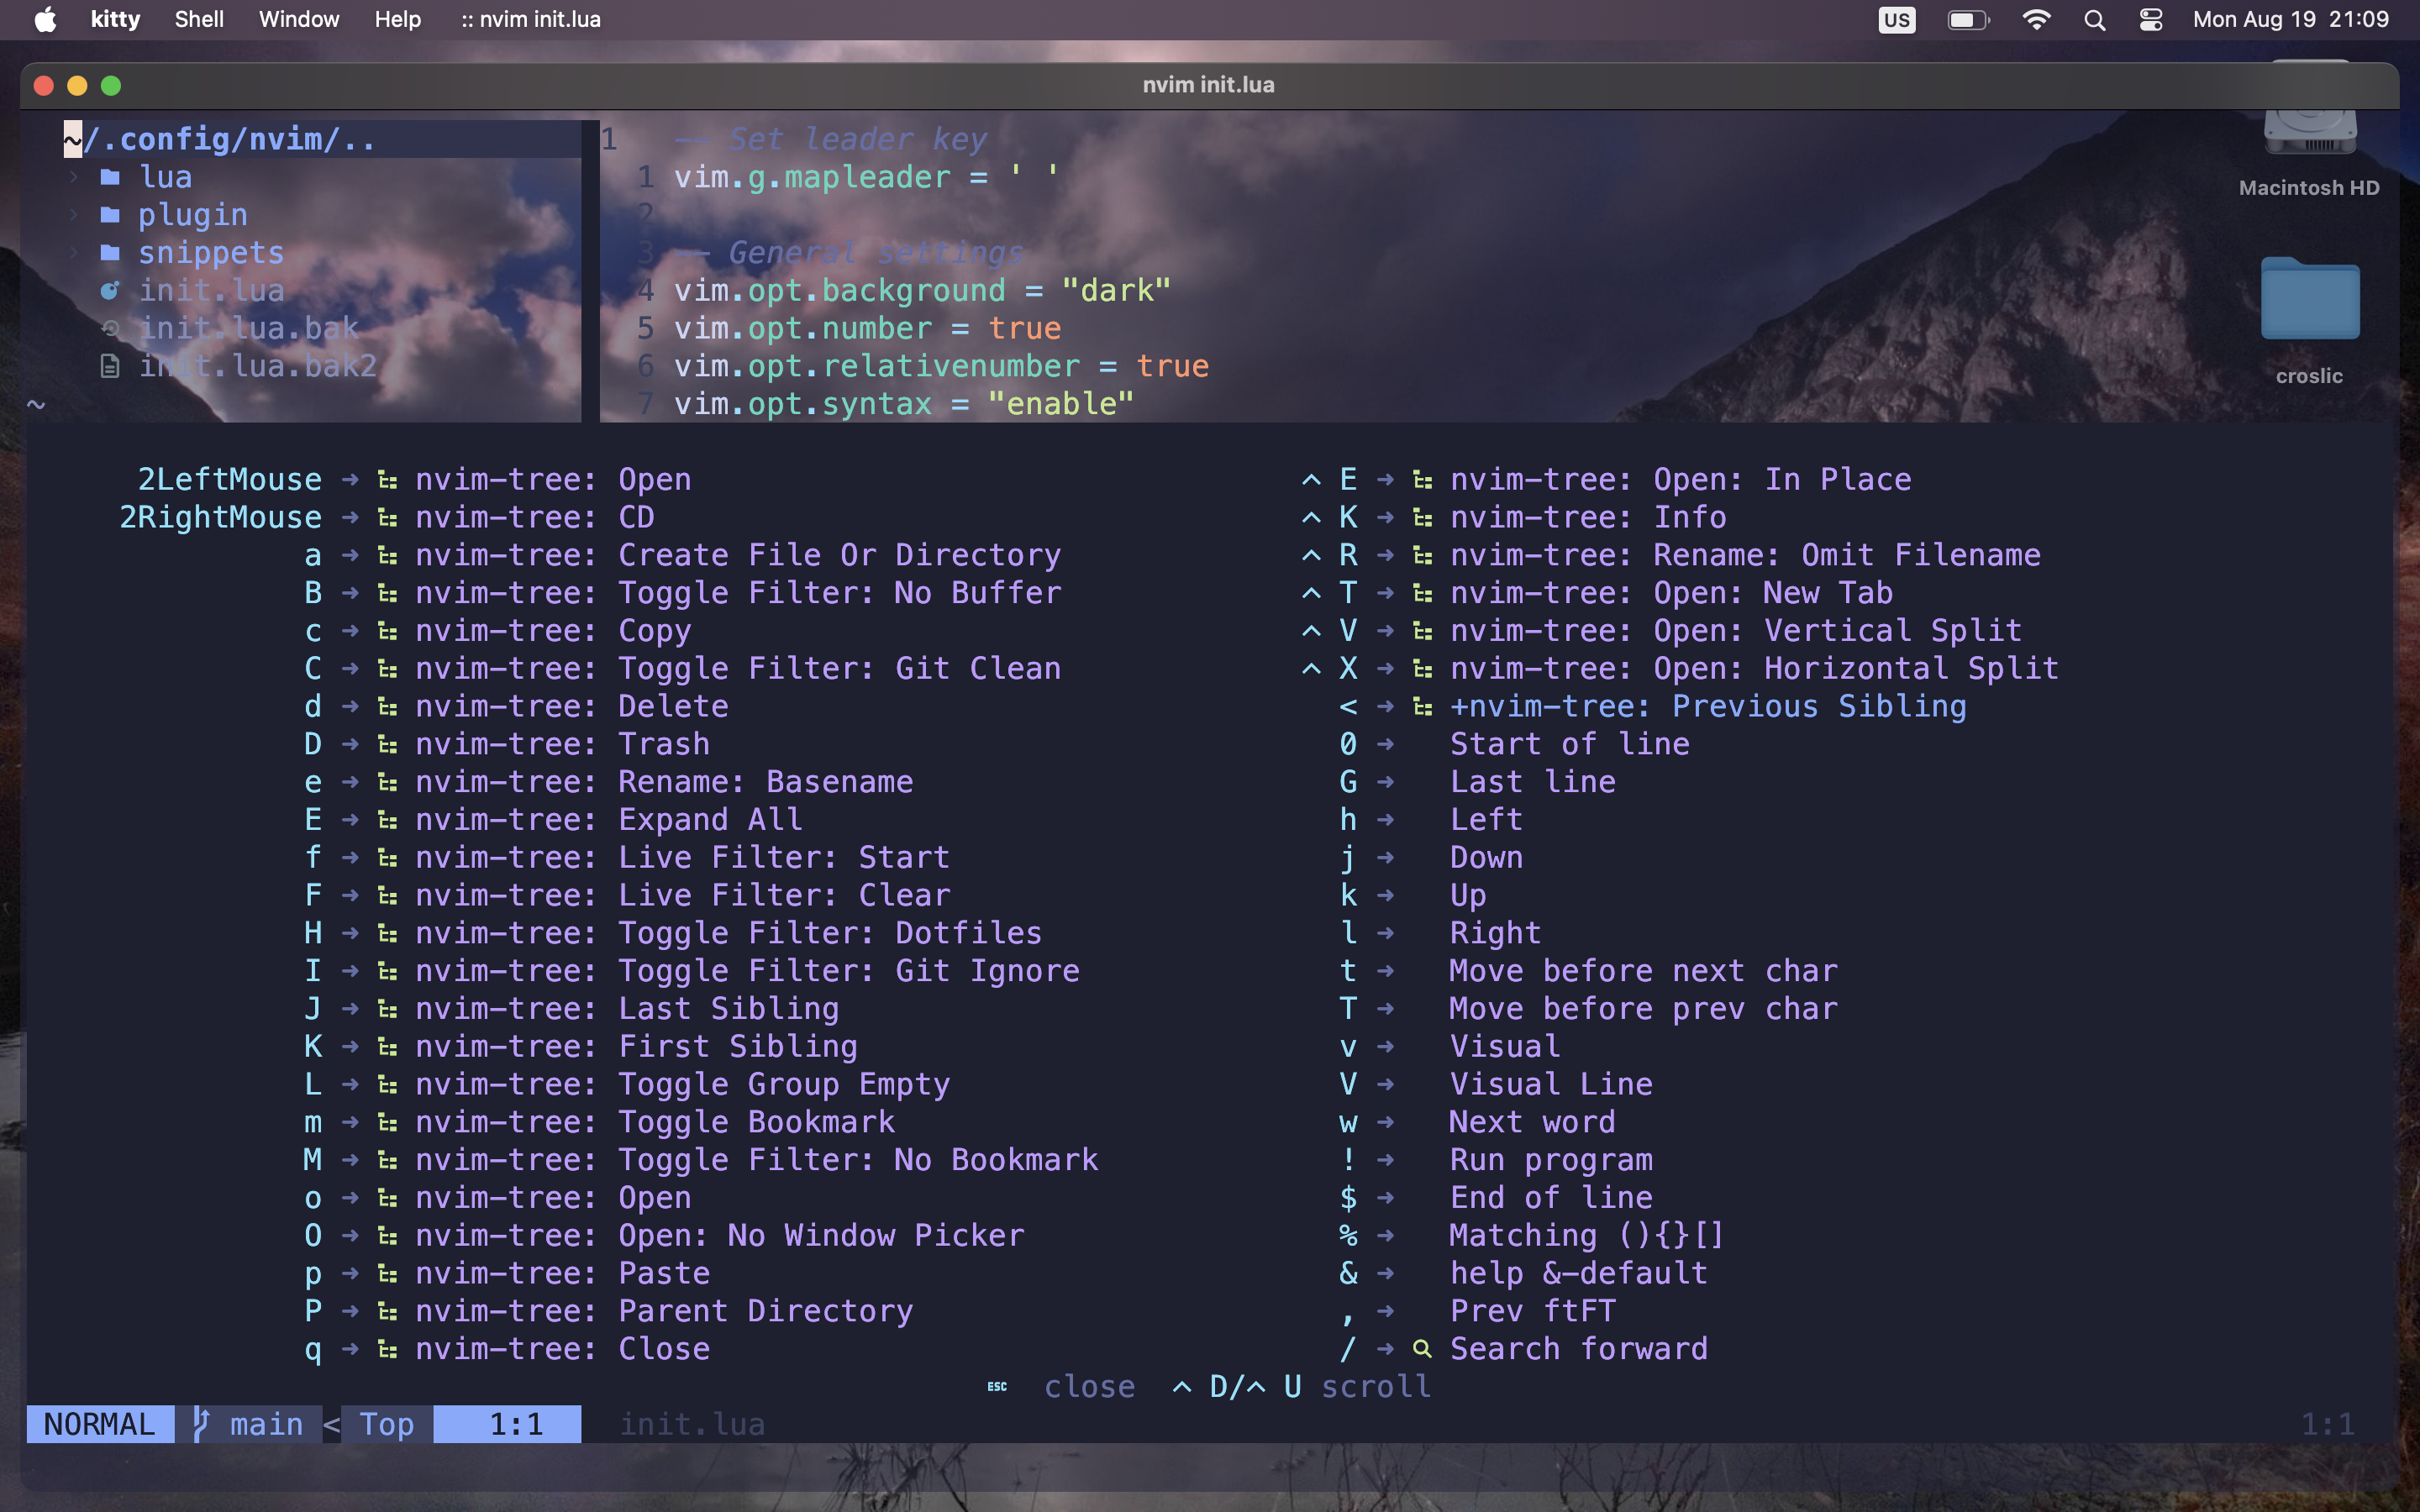 kitty Shell Window Help :: nvim init.lua US Mon Aug 19 21:09
nvim init.lua
Macintosh HD
croslic
~/.config/nvim/..
lua
plugin
snippets
init.lua
init.lua.bak
init.lua.bak2
~
1 -- Set leader key
1 vim.g.mapleader = ' '
2
3 -- General settings
4 vim.opt.background = "dark"
5 vim.opt.number = true
6 vim.opt.relativenumber = true
7 vim.opt.syntax = "enable"
2LeftMouse → nvim-tree: Open
2RightMouse → nvim-tree: CD
a → nvim-tree: Create File Or Directory
B → nvim-tree: Toggle Filter: No Buffer
c → nvim-tree: Copy
C → nvim-tree: Toggle Filter: Git Clean
d → nvim-tree: Delete
D → nvim-tree: Trash
e → nvim-tree: Rename: Basename
E → nvim-tree: Expand All
f → nvim-tree: Live Filter: Start
F → nvim-tree: Live Filter: Clear
H → nvim-tree: Toggle Filter: Dotfiles
I → nvim-tree: Toggle Filter: Git Ignore
J → nvim-tree: Last Sibling
K → nvim-tree: First Sibling
L → nvim-tree: Toggle Group Empty
m → nvim-tree: Toggle Bookmark
M → nvim-tree: Toggle Filter: No Bookmark
o → nvim-tree: Open
O → nvim-tree: Open: No Window Picker
p → nvim-tree: Paste
P → nvim-tree: Parent Directory
q → nvim-tree: Close
^ E → nvim-tree: Open: In Place
^ K → nvim-tree: Info
^ R → nvim-tree: Rename: Omit Filename
^ T → nvim-tree: Open: New Tab
^ V → nvim-tree: Open: Vertical Split
^ X → nvim-tree: Open: Horizontal Split
< → +nvim-tree: Previous Sibling
0 → Start of line
G → Last line
h → Left
j → Down
k → Up
l → Right
t → Move before next char
T → Move before prev char
v → Visual
V → Visual Line
w → Next word
! → Run program
$ → End of line
% → Matching (){}[]
& → help &-default
, → Prev ftFT
/ → Search forward
ESC close ^ D/^ U scroll
NORMAL main < Top 1:1 init.lua 1:1